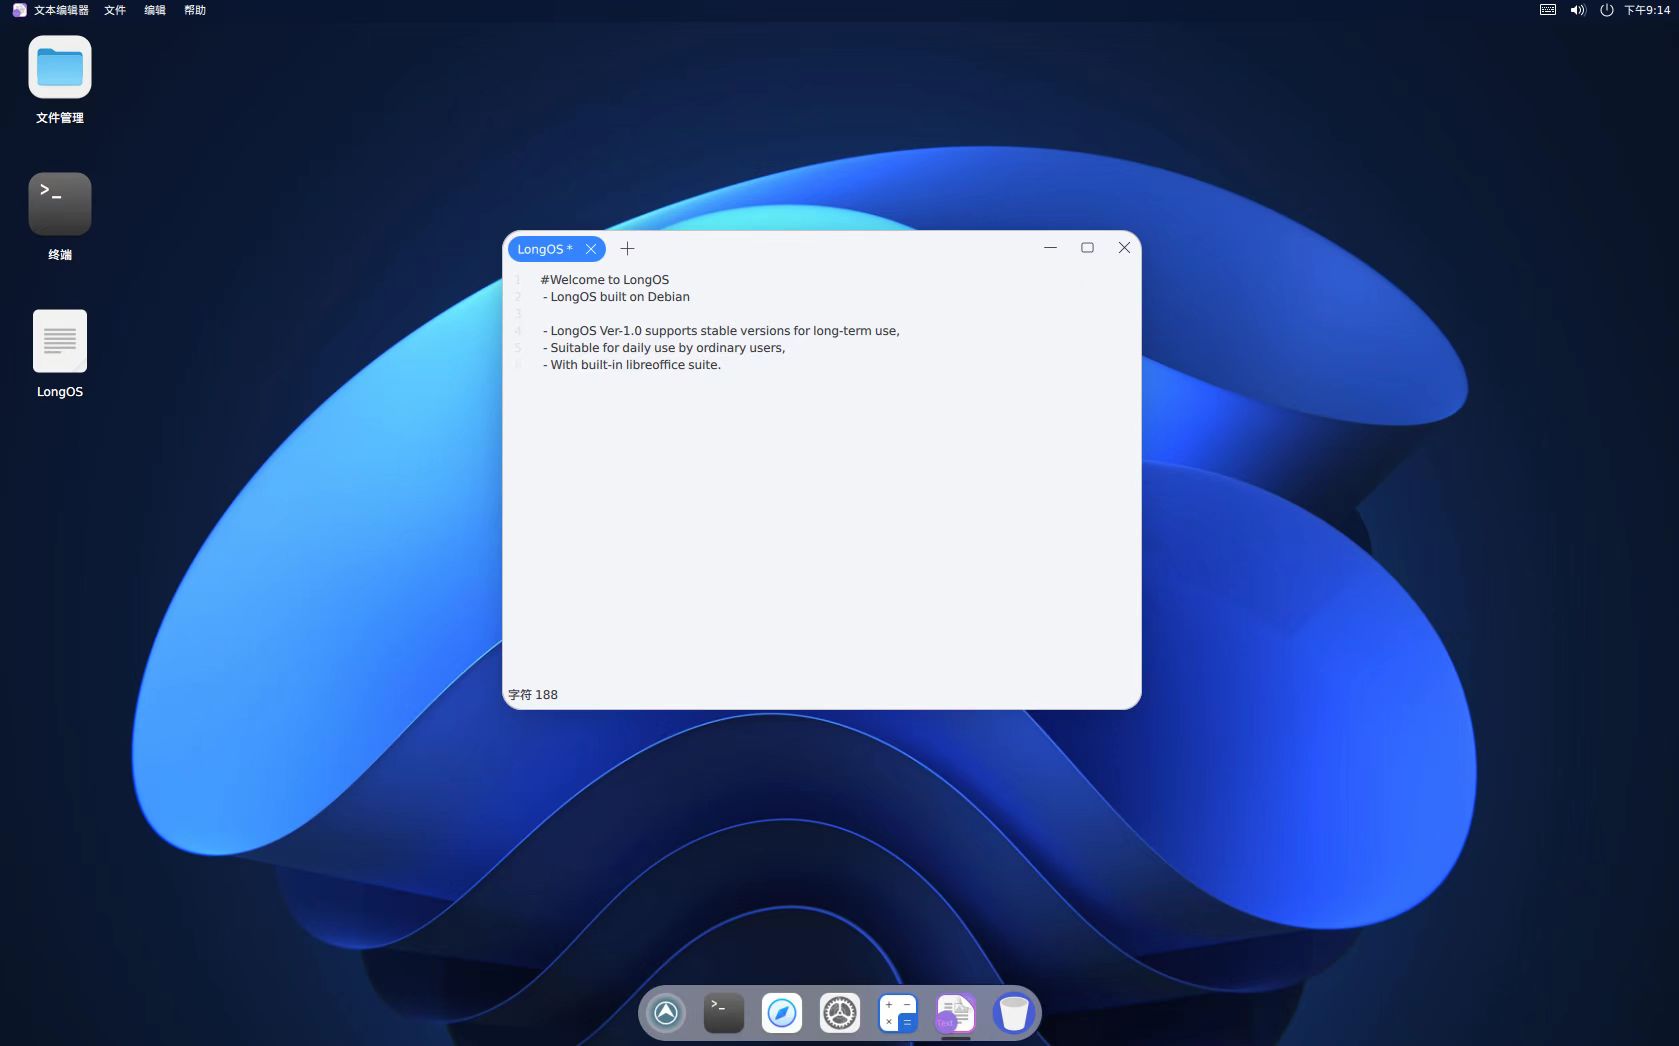 文本编辑器 文件 编辑 帮助 下午9:14
文件管理
>_
终端
LongOS
LongOS *
1 #Welcome to LongOS
2 - LongOS built on Debian
3
4 - LongOS Ver-1.0 supports stable versions for long-term use,
5 - Suitable for daily use by ordinary users,
6 - With built-in libreoffice suite.
字符 188
>_
+ − × =
Text